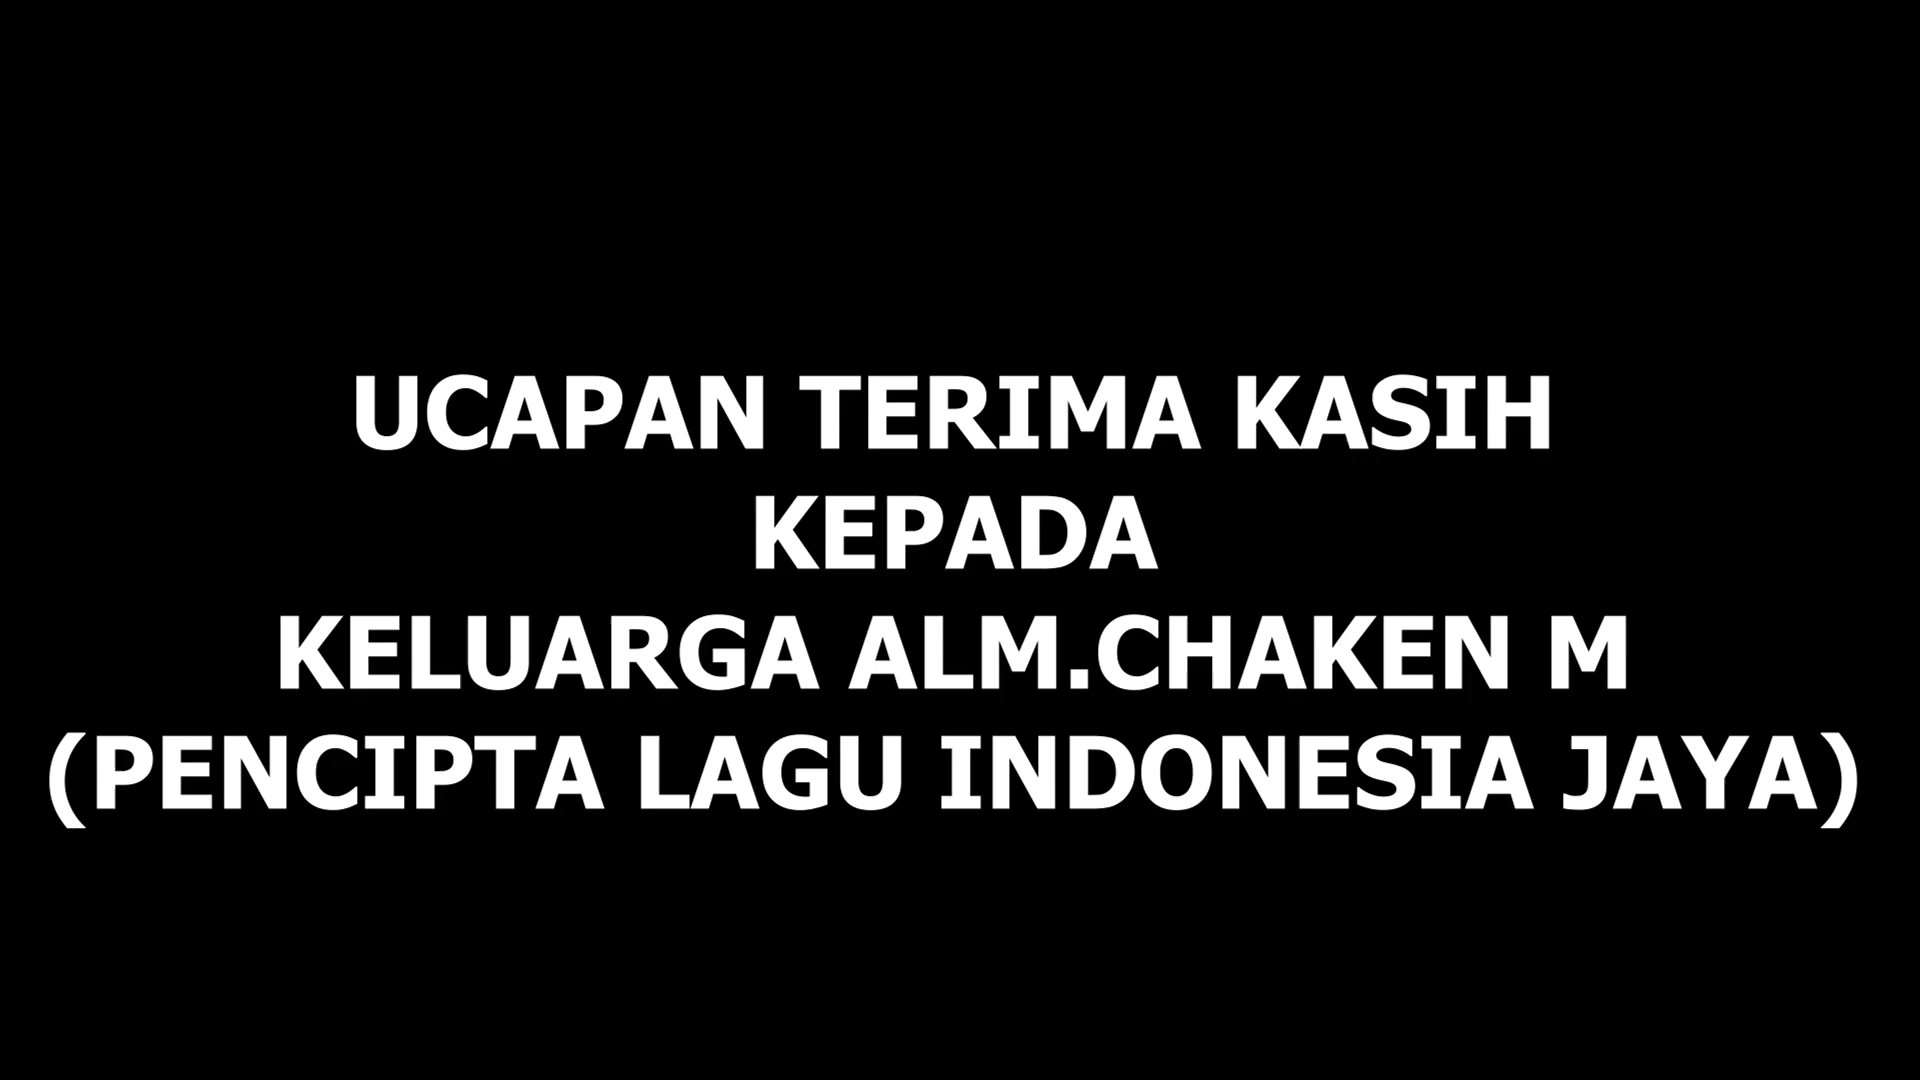 UCAPAN TERIMA KASIH
KEPADA
KELUARGA ALM.CHAKEN M
(PENCIPTA LAGU INDONESIA JAYA)